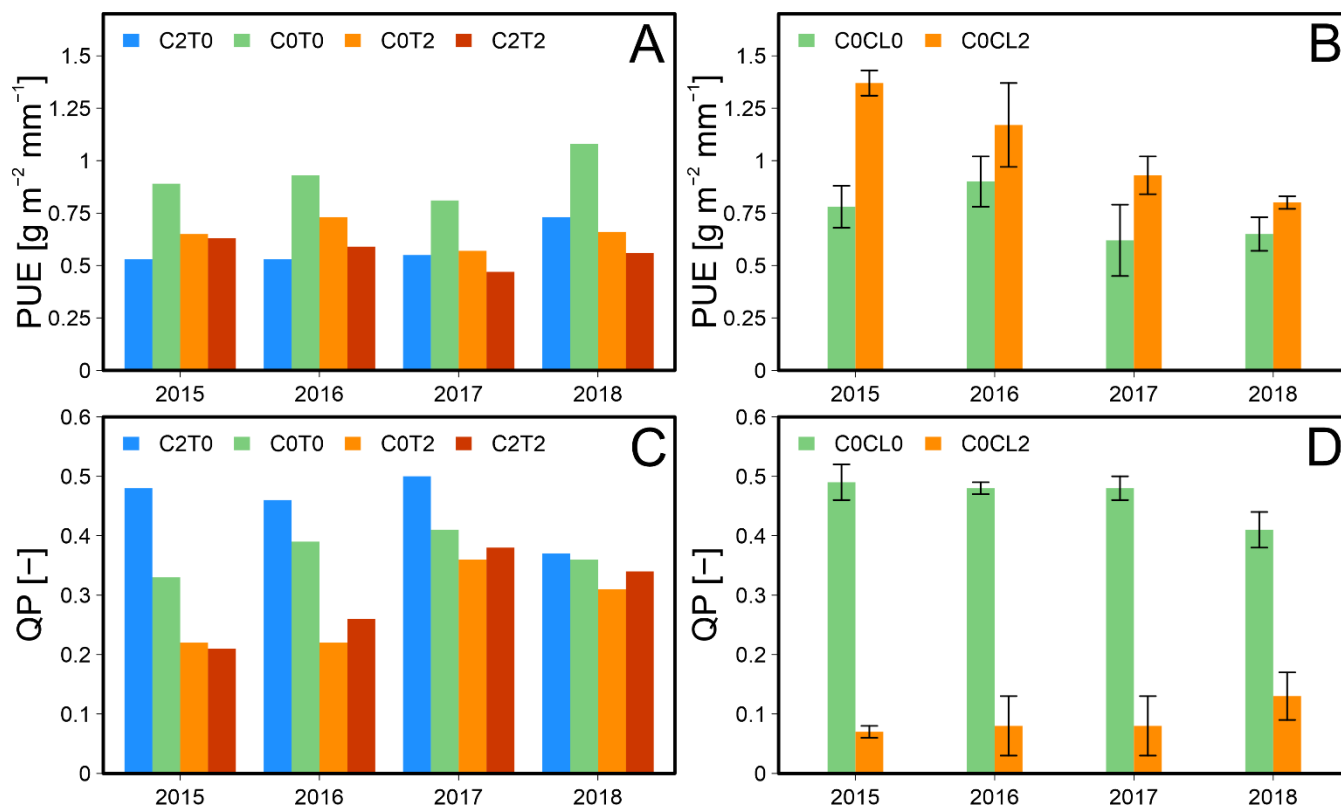 C2T0 C0T0 C0T2 C2T2 A
PUE [g m⁻² mm⁻¹]
1.5
1.25
1
0.75
0.5
0.25
0
2015 2016 2017 2018
C0CL0 C0CL2 B
PUE [g m⁻² mm⁻¹]
1.5
1.25
1
0.75
0.5
0.25
0
2015 2016 2017 2018
C2T0 C0T0 C0T2 C2T2 C
QP [−]
0.6
0.5
0.4
0.3
0.2
0.1
0
2015 2016 2017 2018
C0CL0 C0CL2 D
QP [−]
0.6
0.5
0.4
0.3
0.2
0.1
0
2015 2016 2017 2018